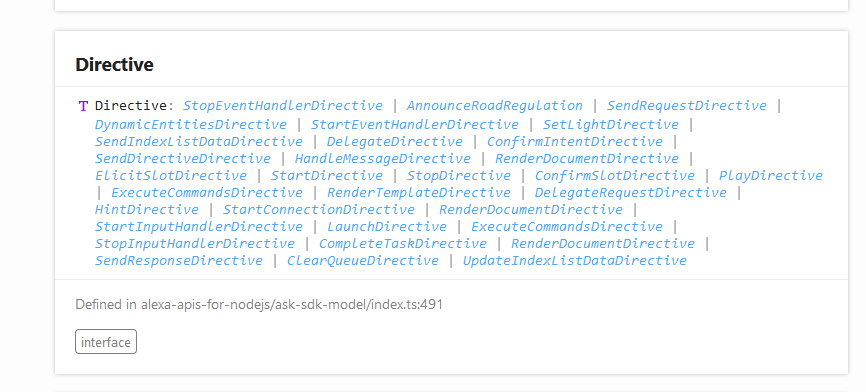 Directive
T Directive: StopEventHandlerDirective | AnnounceRoadRegulation | SendRequestDirective |
DynamicEntitiesDirective | StartEventHandlerDirective | SetLightDirective |
SendIndexListDataDirective | DelegateDirective | ConfirmIntentDirective |
SendDirectiveDirective | HandleMessageDirective | RenderDocumentDirective |
ElicitSlotDirective | StartDirective | StopDirective | ConfirmSlotDirective | PlayDirective
| ExecuteCommandsDirective | RenderTemplateDirective | DelegateRequestDirective |
HintDirective | StartConnectionDirective | RenderDocumentDirective |
StartInputHandlerDirective | LaunchDirective | ExecuteCommandsDirective |
StopInputHandlerDirective | CompleteTaskDirective | RenderDocumentDirective |
SendResponseDirective | ClearQueueDirective | UpdateIndexListDataDirective
Defined in alexa-apis-for-nodejs/ask-sdk-model/index.ts:491
interface